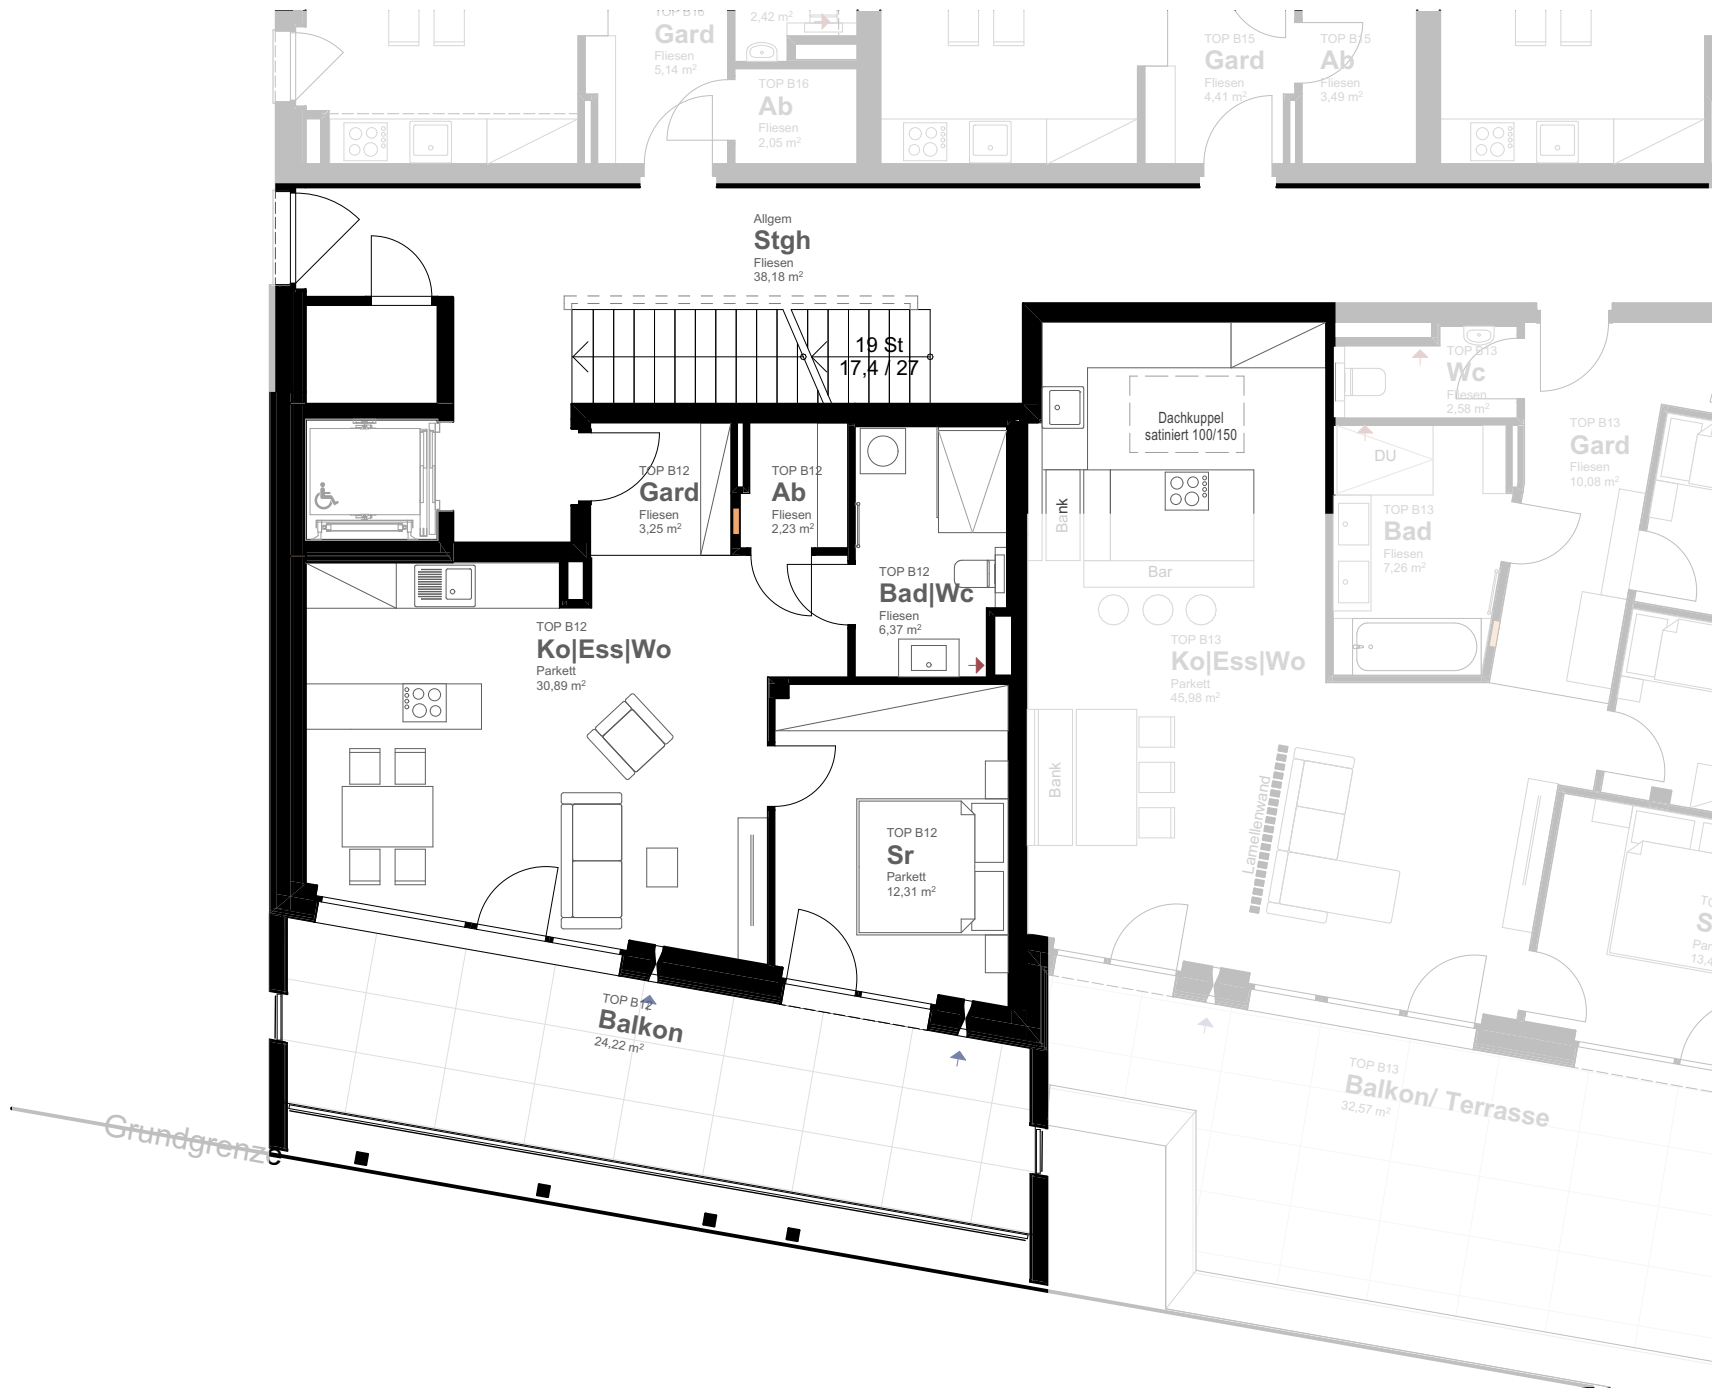 TOP B16
Gard
Fliesen
5,14 m²
2,42 m²
TOP B16
Ab
Fliesen
2,05 m²
TOP B15
Gard
Fliesen
4,41 m²
TOP B15
Ab
Fliesen
3,49 m²
Allgem
Stgh
Fliesen
38,18 m²
19 St
17,4 / 27
Dachkuppel
satiniert 100/150
TOP B13
Wc
Fliesen
2,58 m²
TOP B12
Gard
Fliesen
3,25 m²
TOP B12
Ab
Fliesen
2,23 m²
Bank
DU
TOP B13
Bad
Fliesen
7,26 m²
TOP B13
Gard
Fliesen
10,08 m²
TOP B12
Bad|Wc
Fliesen
6,37 m²
Bar
TOP B12
Ko|Ess|Wo
Parkett
30,89 m²
TOP B13
Ko|Ess|Wo
Parkett
45,98 m²
Bank
Lamellenwand
TOP B12
Sr
Parkett
12,31 m²
TOP B12
Balkon
24,22 m²
TOP B13
Balkon/ Terrasse
32,57 m²
Grundgrenze